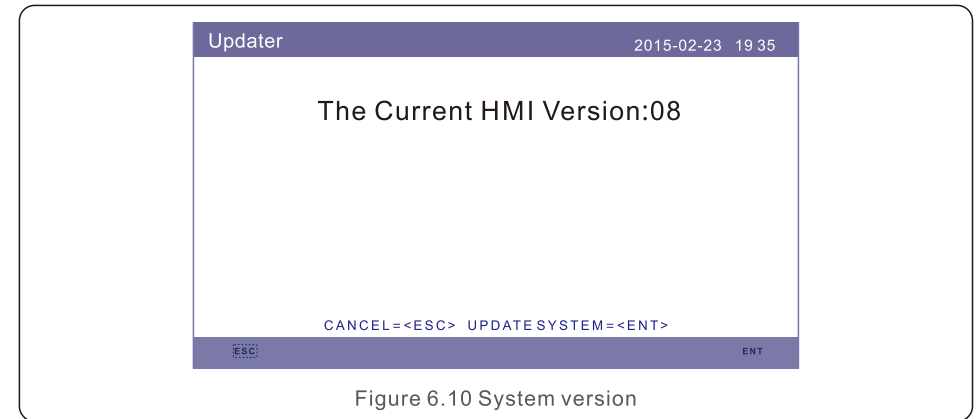 Updater 2015-02-23 19 35
The Current HMI Version:08
CANCEL=<ESC> UPDATE SYSTEM=<ENT>
ESC ENT
Figure 6.10 System version